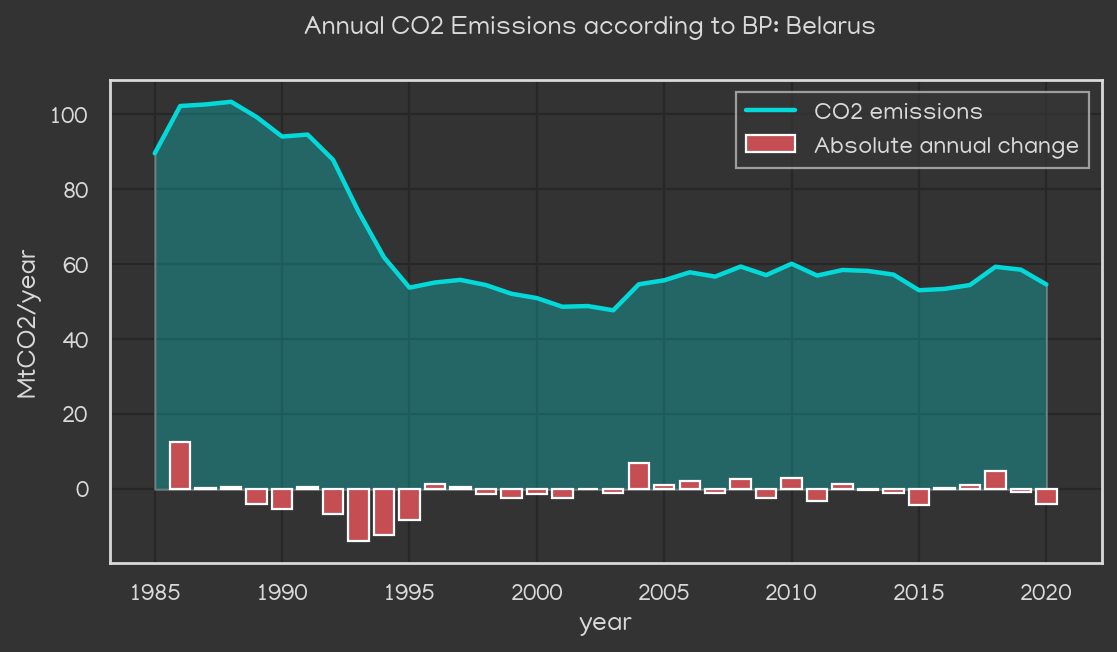 Annual CO2 Emissions according to BP: Belarus
CO2 emissions
Absolute annual change
MtCO2/year
100
80
60
40
20
0
1985 1990 1995 2000 2005 2010 2015 2020
year